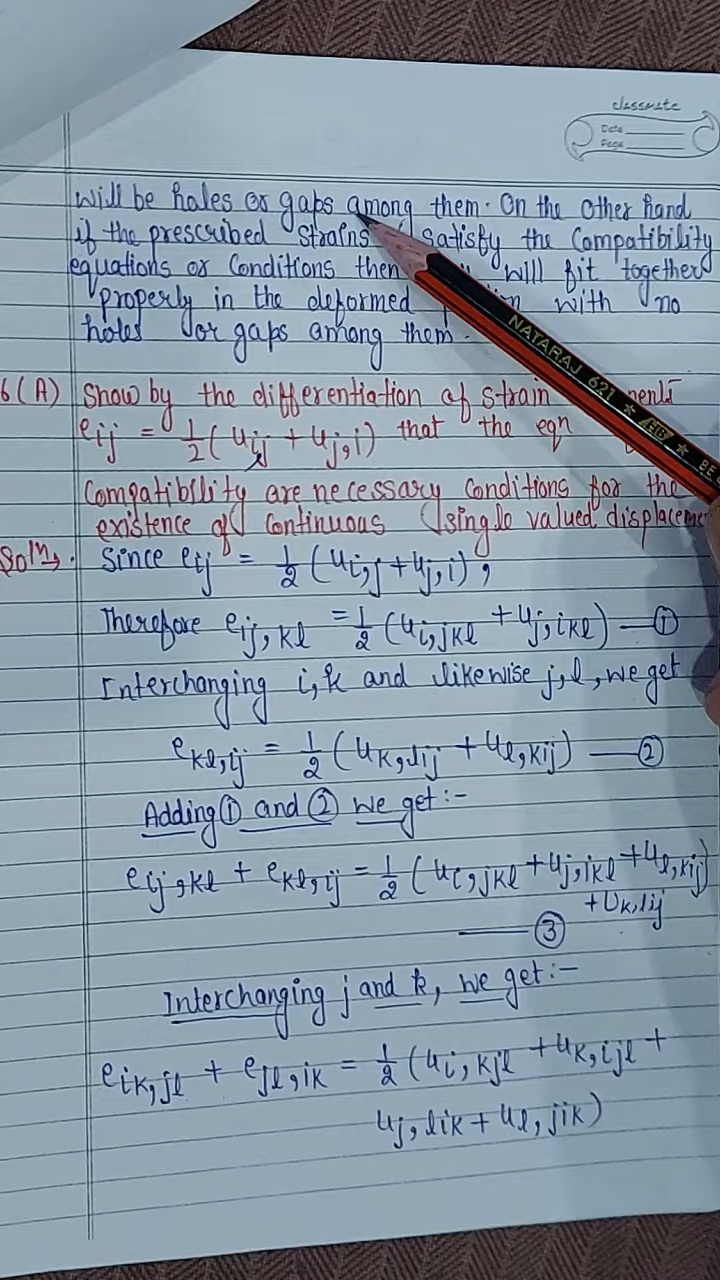 classmate
Date
Page
will be holes or gaps among them. On the other hand
if the prescribed strains satisfy the Compatibility
equations or Conditions then will fit together
properly in the deformed with no
holes or gaps among them.
6(A) Show by the differentiation of strain
eij = 1/2 (ui,j + uj,i) that the eqn
Compatibility are necessary Conditions for the
existence of Continuous single valued
Soln→. Since eij = 1/2 (ui,j + uj,i),
Therefore eij,kl = 1/2 (ui,jkl + uj,ikl) — ①
Interchanging i,k and likewise j,l, we get
ekl,ij = 1/2 (uk,lij + ul,kij) — ②
Adding ① and ② we get:-
eij,kl + ekl,ij = 1/2 (ui,jkl + uj,ikl + ul,kij)
+ Uk,lij
— ③
Interchanging j and k, we get:-
eik,jl + ejl,ik = 1/2 (ui,kjl + uk,ijl +
uj,lik + ul,jik)
NATARAJ 621 ★ HB ★ BE